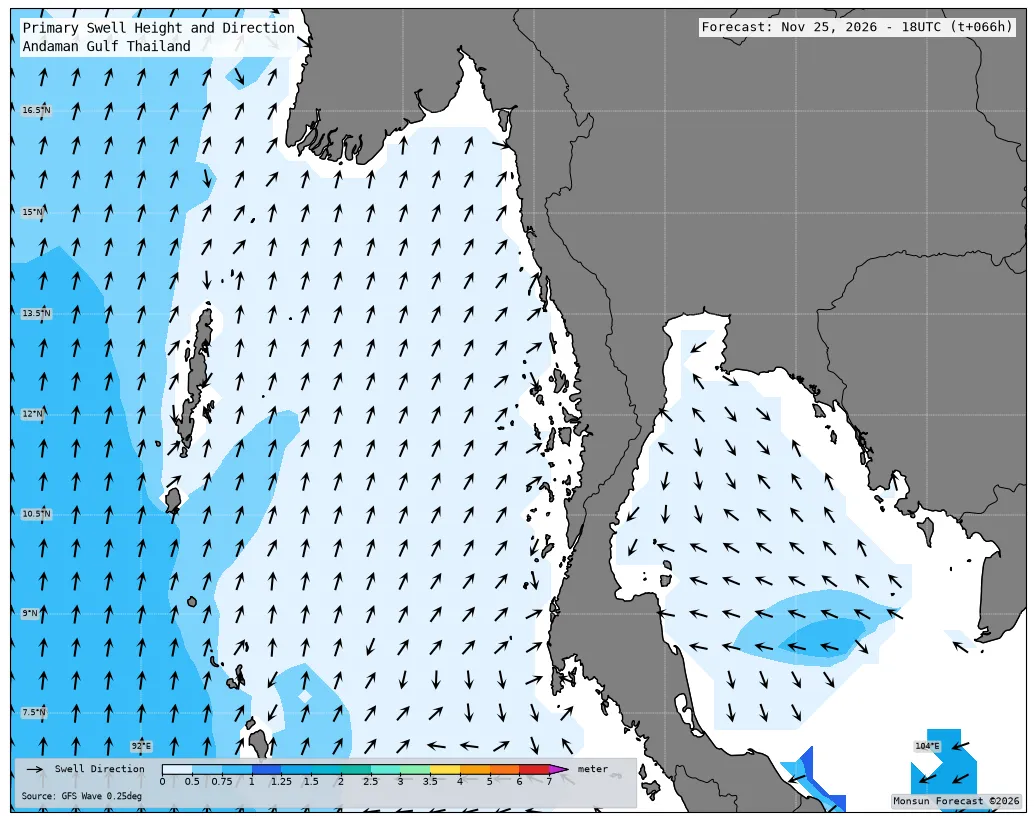 Primary Swell Height and Direction
Andaman Gulf Thailand
Forecast: Nov 25, 2026 - 18UTC (t+066h)
16.5°N
15°N
13.5°N
12°N
10.5°N
9°N
7.5°N
92°E
104°E
Swell Direction
0 0.5 0.75 1 1.25 1.5 2 2.5 3 3.5 4 5 6 7
meter
Source: GFS Wave 0.25deg
Monsun Forecast ©2026